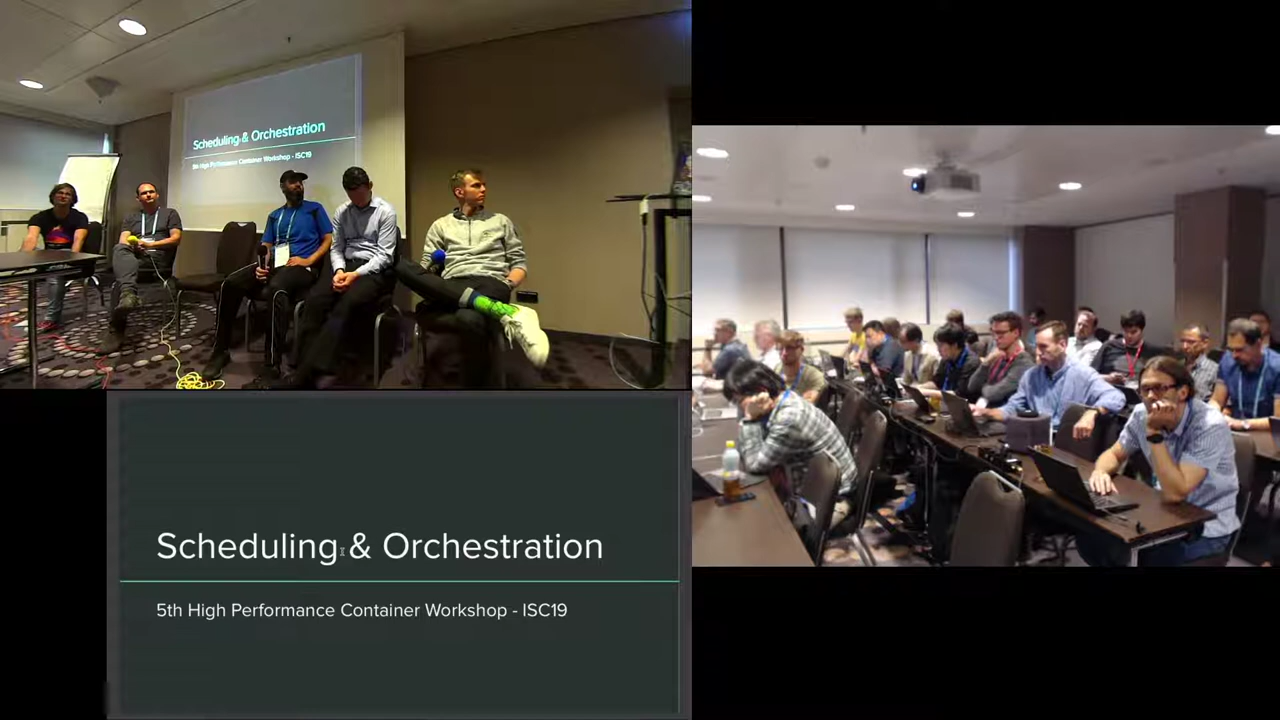 Scheduling & Orchestration
5th High Performance Container Workshop - ISC19
Scheduling & Orchestration
5th High Performance Container Workshop - ISC19